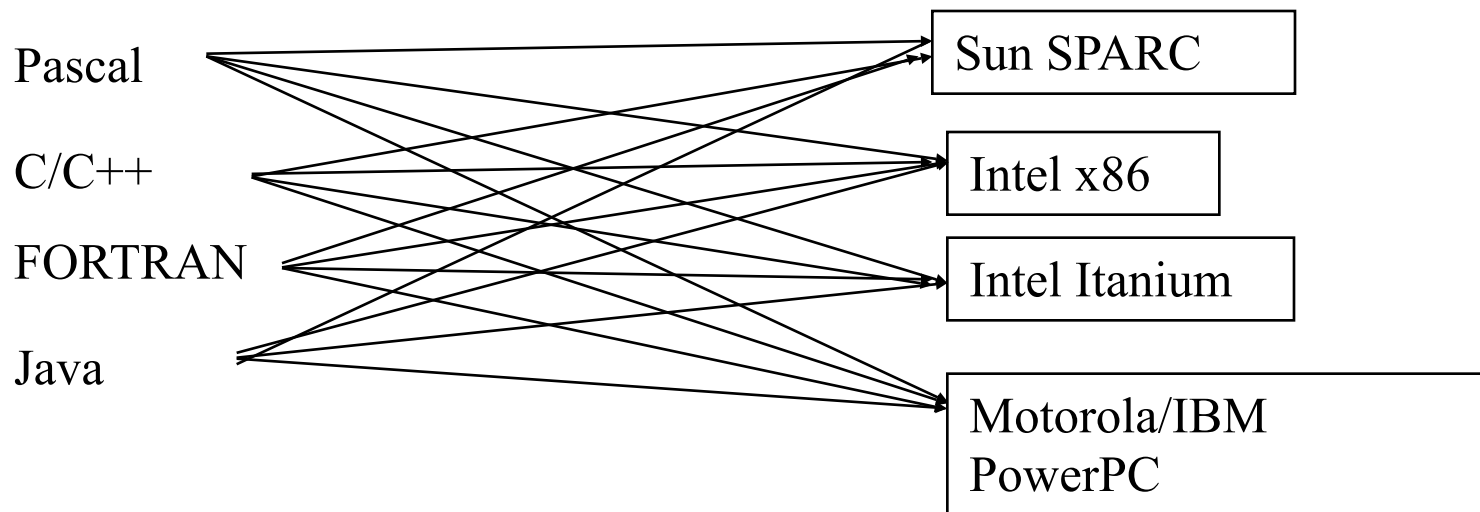 Pascal
C/C++
FORTRAN
Java
Sun SPARC
Intel x86
Intel Itanium
Motorola/IBM
PowerPC